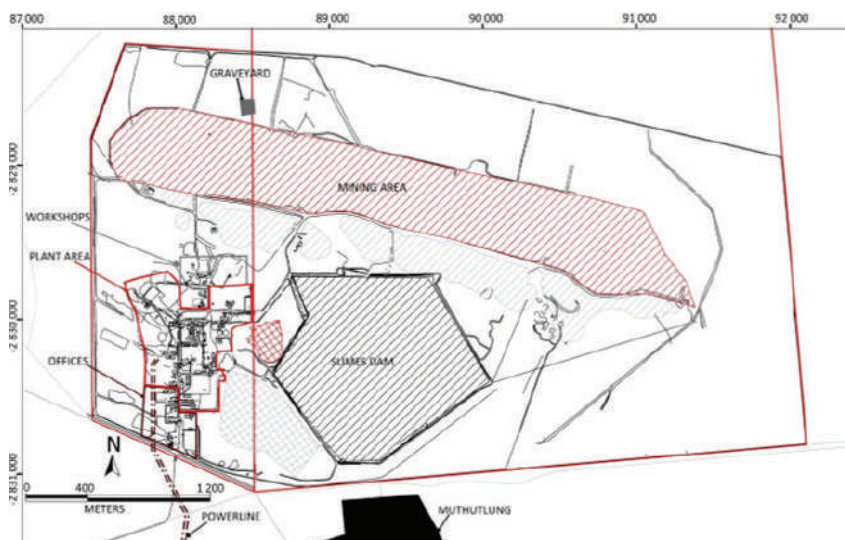 87 000 88 000 89 000 90 000 91 000 92 000
GRAVEYARD
-2 829 000
MINING AREA
WORKSHOPS
PLANT AREA
-2 830 000
SLIMES DAM
OFFICES
N
-2 831 000
0 400 1 200
METERS
POWERLINE
MUTHUTLUNG